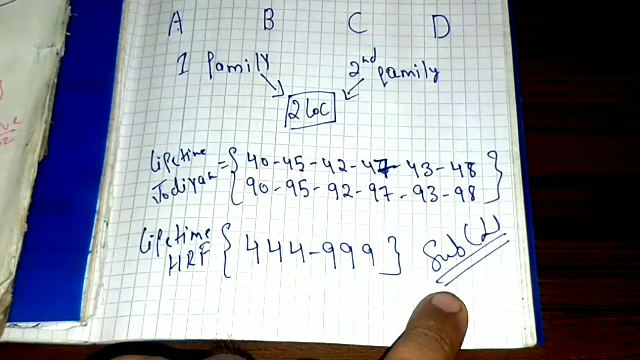 A B C D
1 family 2nd family
2 LOC
Lifetime Jodiyan = { 40-45-42-47-43-48
90-95-92-97-93-98 }
Lifetime HRF { 444-999 }
Sub (2)